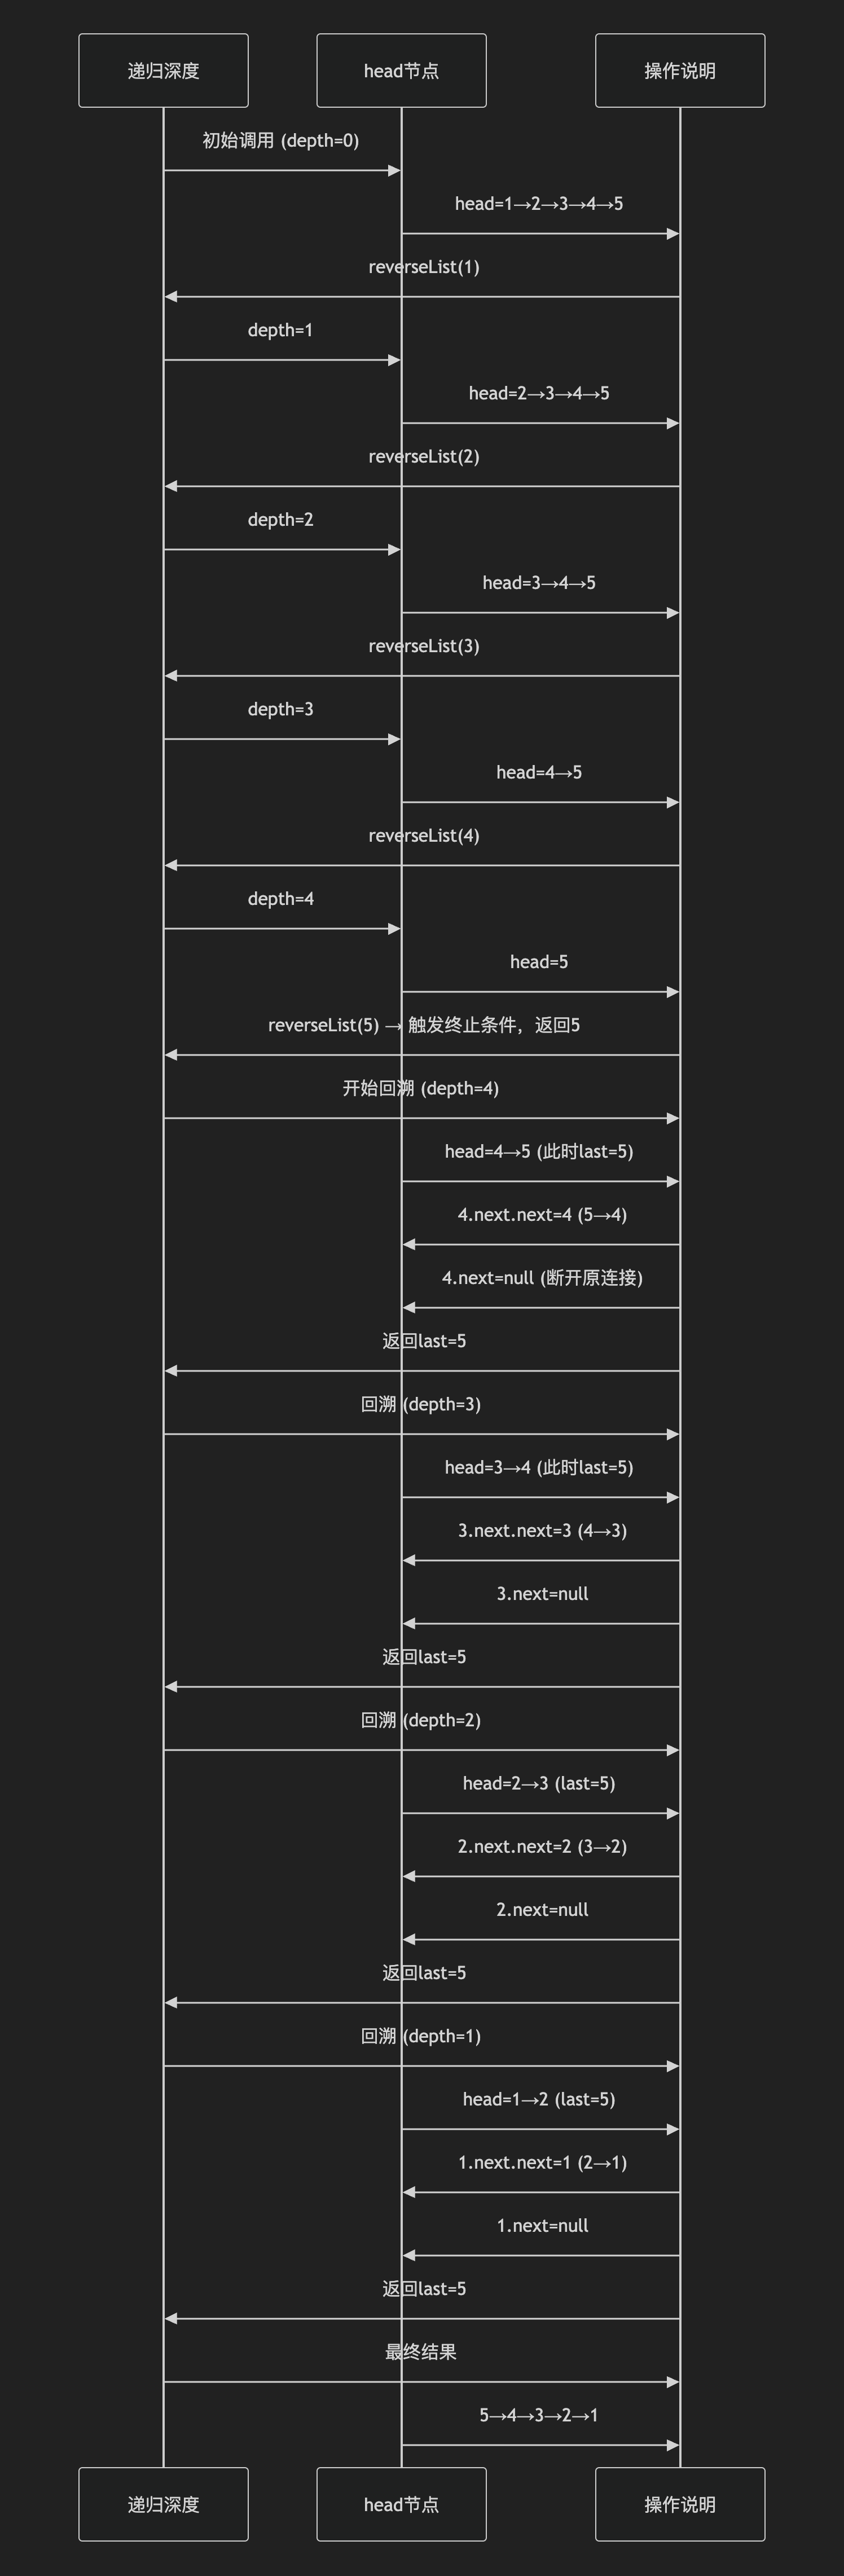 递归深度
head节点
操作说明
初始调用 (depth=0)
head=1→2→3→4→5
reverseList(1)
depth=1
head=2→3→4→5
reverseList(2)
depth=2
head=3→4→5
reverseList(3)
depth=3
head=4→5
reverseList(4)
depth=4
head=5
reverseList(5) → 触发终止条件，返回5
开始回溯 (depth=4)
head=4→5 (此时last=5)
4.next.next=4 (5→4)
4.next=null (断开原连接)
返回last=5
回溯 (depth=3)
head=3→4 (此时last=5)
3.next.next=3 (4→3)
3.next=null
返回last=5
回溯 (depth=2)
head=2→3 (last=5)
2.next.next=2 (3→2)
2.next=null
返回last=5
回溯 (depth=1)
head=1→2 (last=5)
1.next.next=1 (2→1)
1.next=null
返回last=5
最终结果
5→4→3→2→1
递归深度
head节点
操作说明